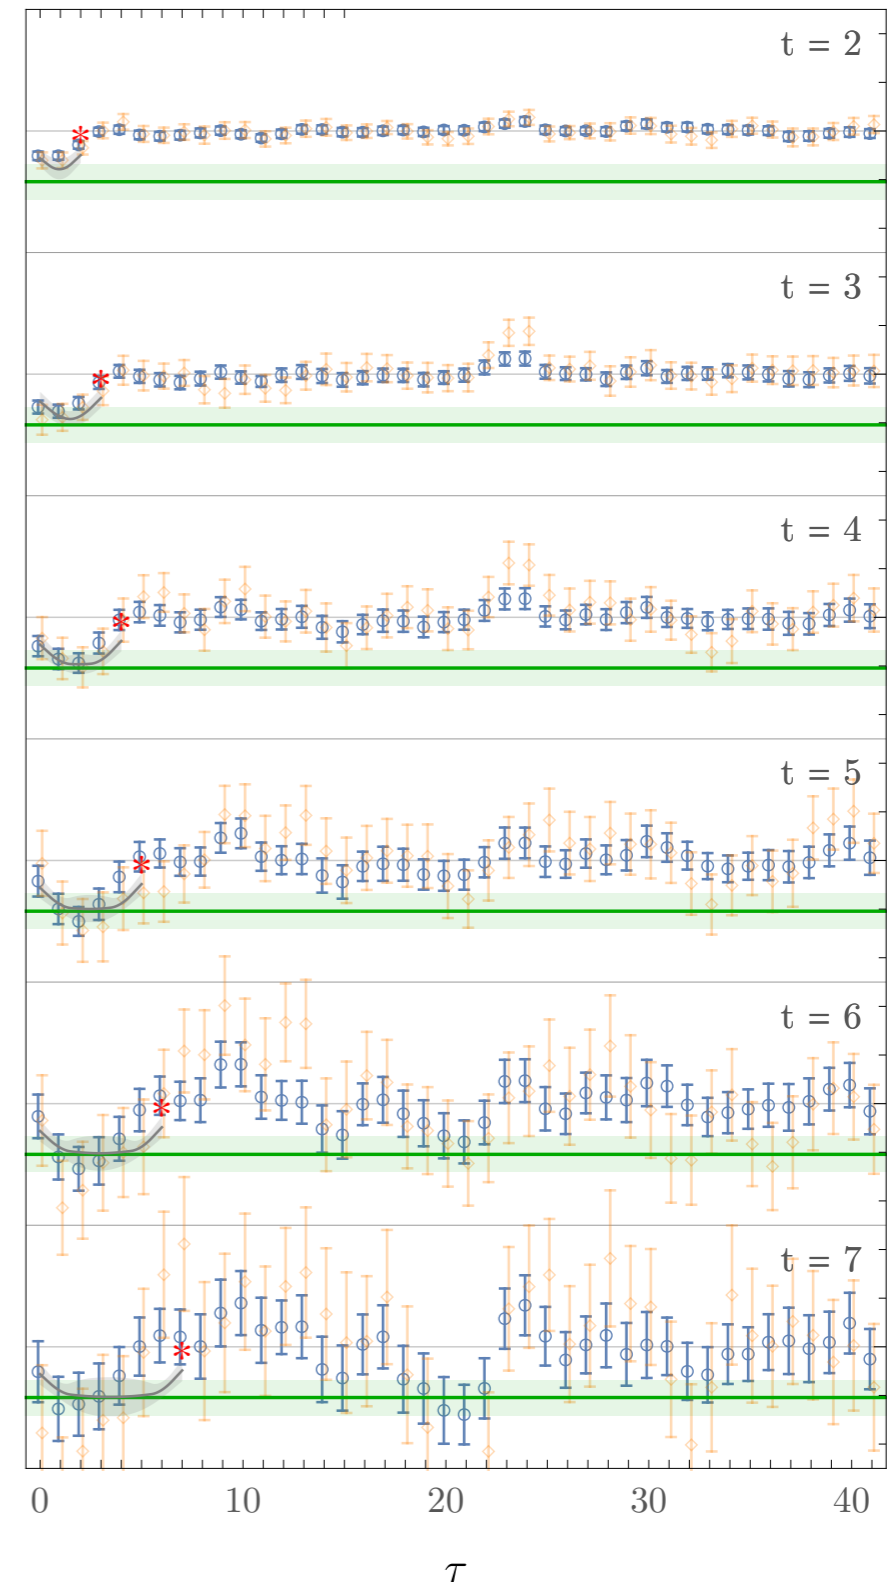 t = 2
t = 3
t = 4
t = 5
t = 6
t = 7
0 10 20 30 40
τ